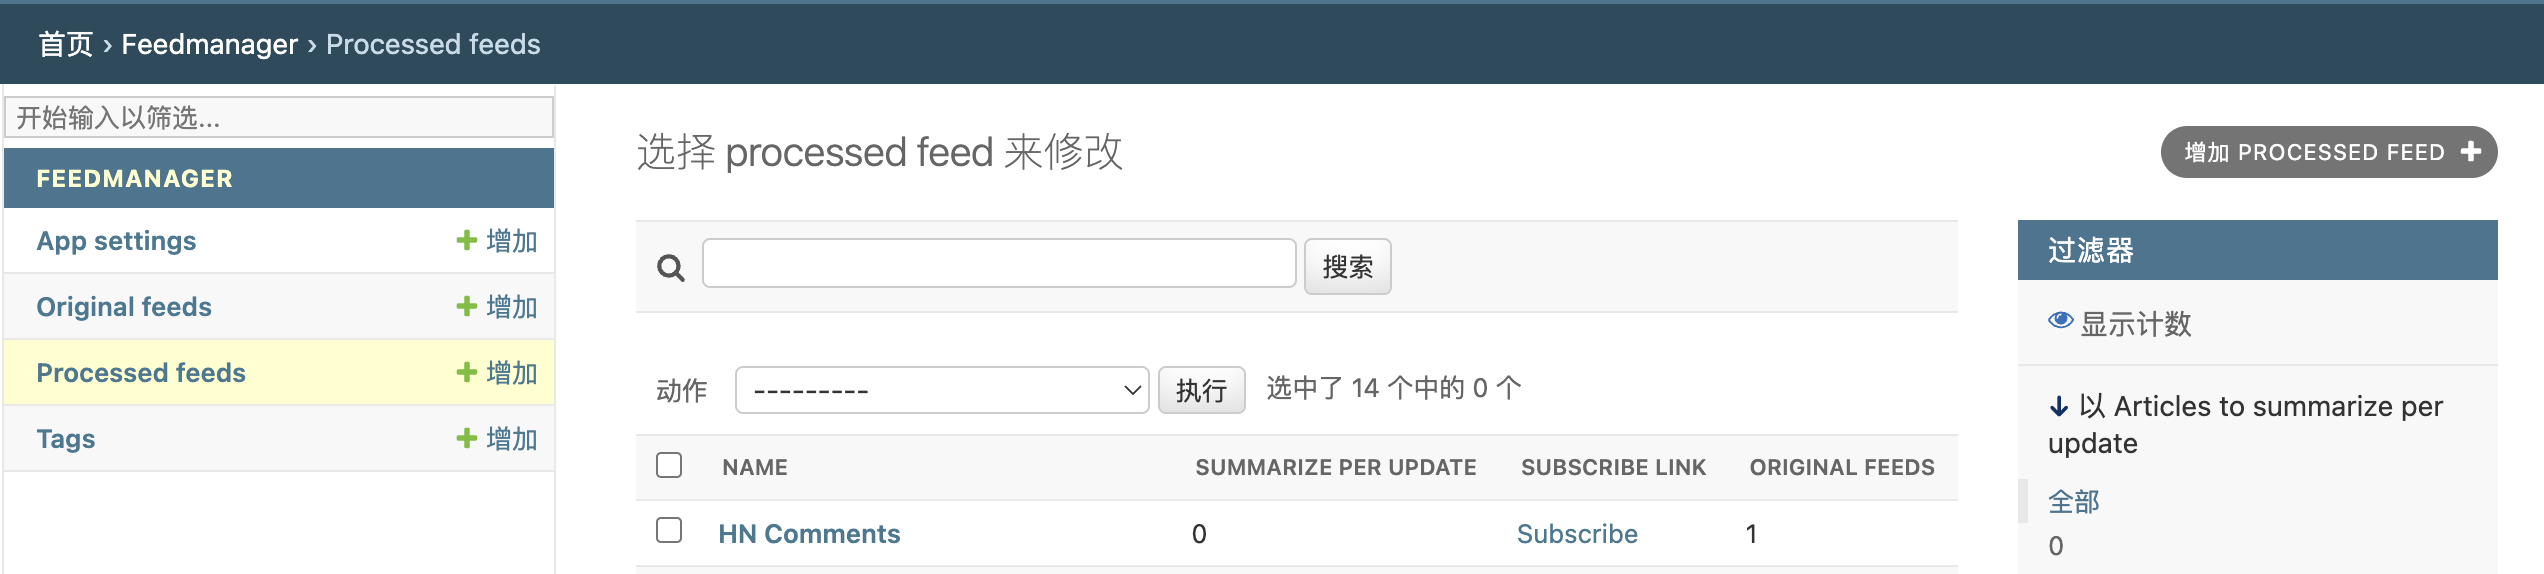 首页 › Feedmanager › Processed feeds
开始输入以筛选...
FEEDMANAGER
App settings
增加
Original feeds
增加
Processed feeds
增加
Tags
增加
选择 processed feed 来修改
增加 PROCESSED FEED
搜索
动作
---------
执行
选中了 14 个中的 0 个
NAME
SUMMARIZE PER UPDATE
SUBSCRIBE LINK
ORIGINAL FEEDS
HN Comments
0
Subscribe
1
过滤器
显示计数
以 Articles to summarize per
update
全部
0